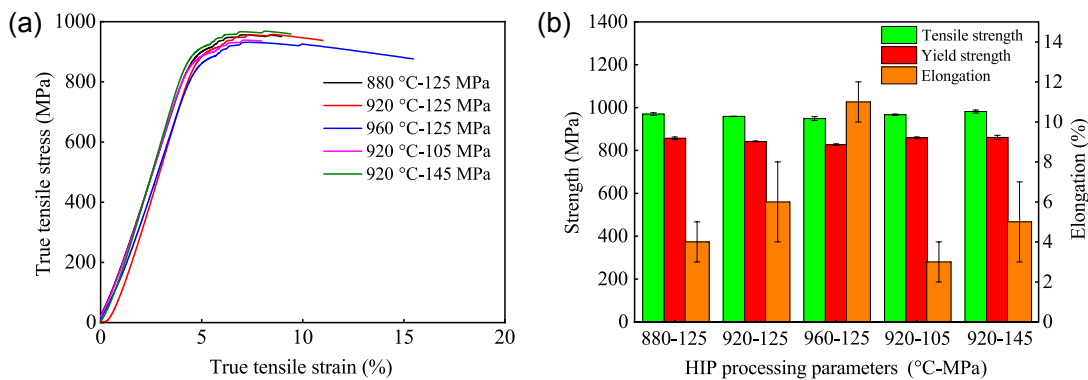 (a)
True tensile stress (MPa)
1000
800
600
400
200
0
0 5 10 15 20
True tensile strain (%)
880 °C-125 MPa
920 °C-125 MPa
960 °C-125 MPa
920 °C-105 MPa
920 °C-145 MPa
(b)
Strength (MPa)
1400
1200
1000
800
600
400
200
0
Tensile strength
Yield strength
Elongation
14
12
10
8
6
4
2
0
Elongation (%)
880-125 920-125 960-125 920-105 920-145
HIP processing parameters (°C-MPa)